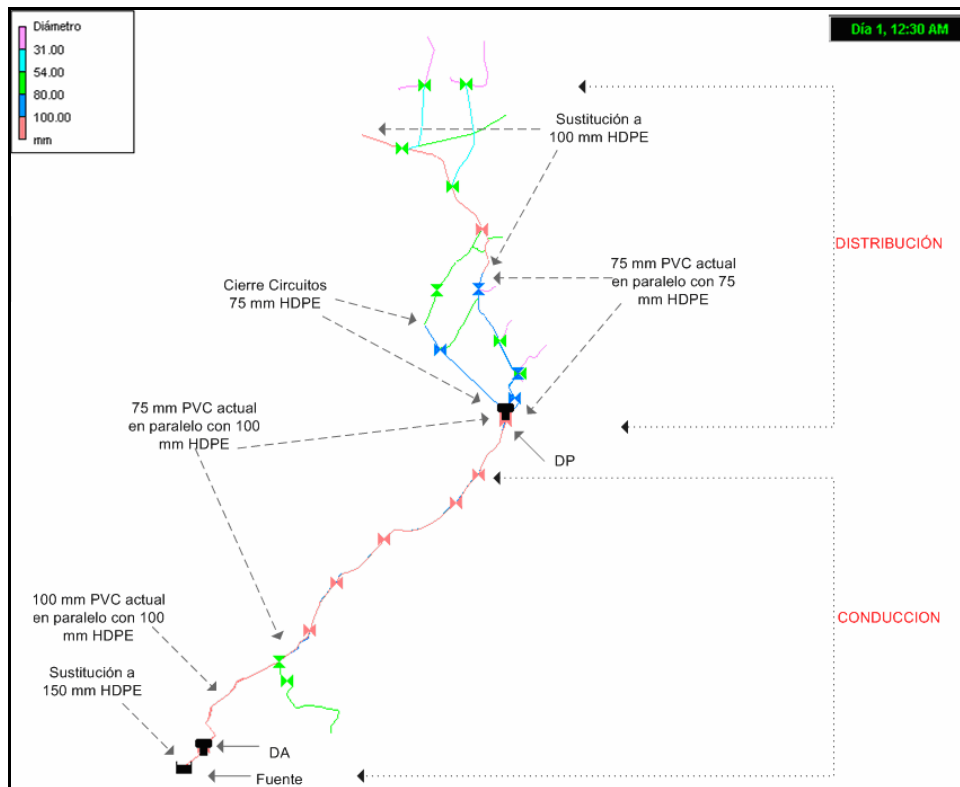 Diámetro
31.00
54.00
80.00
100.00
mm
Día 1, 12:30 AM
Sustitución a
100 mm HDPE
DISTRIBUCIÓN
Cierre Circuitos
75 mm HDPE
75 mm PVC actual
en paralelo con 75
mm HDPE
75 mm PVC actual
en paralelo con 100
mm HDPE
DP
100 mm PVC actual
en paralelo con 100
mm HDPE
CONDUCCION
Sustitución a
150 mm HDPE
DA
Fuente